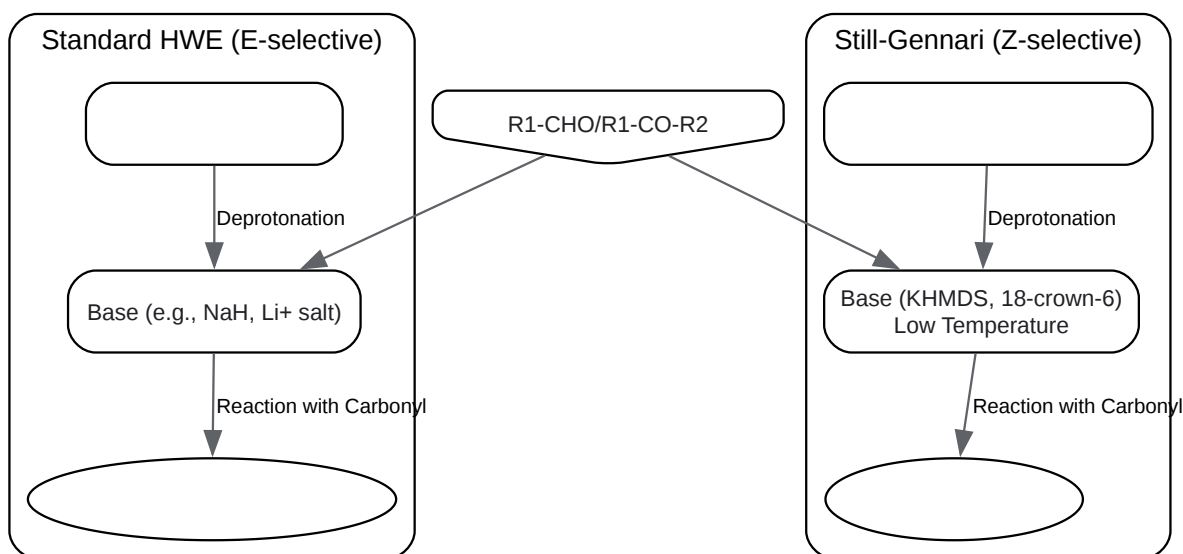 Standard HWE (E-selective)
Still-Gennari (Z-selective)
R1-CHO/R1-CO-R2
Deprotonation
Deprotonation
Base (e.g., NaH, Li+ salt)
Base (KHMDS, 18-crown-6)
Low Temperature
Reaction with Carbonyl
Reaction with Carbonyl